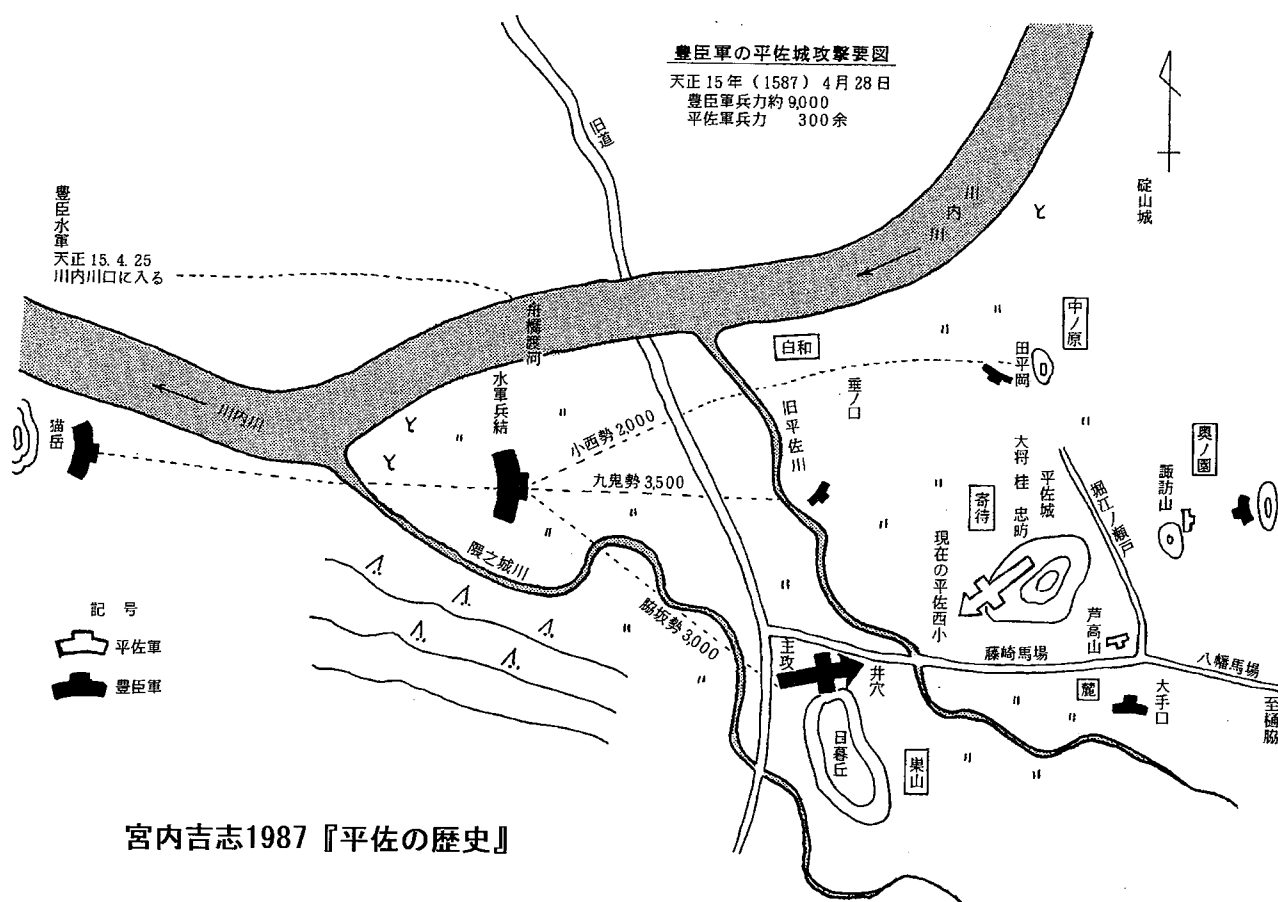 豊臣軍の平佐城攻撃要図
天正15年(1587)4月28日
豊臣軍兵力約9,000
平佐軍兵力 300余
旧道
川内川
碇山城
豊臣水軍
天正15.4.25
川内川口に入る
舟橋渡河
白和
中ノ原
田平岡
川内川
猫岳
水軍兵結
小西勢2,000
垂ノ口
旧平佐川
九鬼勢3,500
大将 桂 忠昉
平佐城
寄待
奥ノ園
諏訪山
堀江ノ瀬戸
現在の平佐西小
隈之城川
脇坂勢3,000
芦高山
記号
平佐軍
豊臣軍
主攻
井穴
藤崎馬場
八幡馬場
麓
大手口
至樋脇
日暮丘
巣山
宮内吉志1987『平佐の歴史』